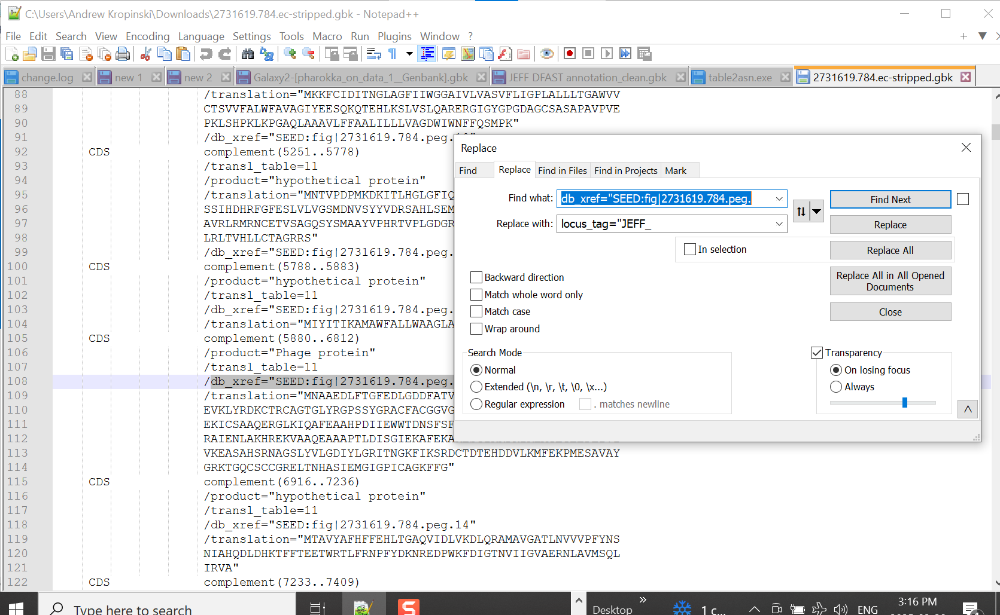 C:\Users\Andrew Kropinski\Downloads\2731619.784.ec-stripped.gbk - Notepad++
File Edit Search View Encoding Language Settings Tools Macro Run Plugins Window ?
change.log new 1 new 2 Galaxy2-[pharokka_on_data_1__Genbank].gbk JEFF DFAST annotation_clean.gbk table2asn.exe 2731619.784.ec-stripped.gbk
88 /translation="MKKFCIDITNGLAGFIIWGGAIVLVASVFLIGPLALLLTGAWVV
89 CTSVVFALWFAVAGIYEESQKQTEHLKSLVSLQARERGIGYGPGDAGCSASAPAVPVE
90 PKLSHPKLKPGAQLAAAVLFFAALILLLVAGDWIWNFFQSMPK"
91 /db_xref="SEED:fig|2731619.784.peg.
92 CDS complement(5251..5778)
93 /transl_table=11
94 /product="hypothetical protein"
95 /translation="MNTVPDPMKDKITLHGLGFIQ
96 SSIHDHRFGFESLVLVGSMDNVSYYVDRSAHLSEM
97 AVRLRMRNCETVSAGQSYSMAAYVPHRTVPLGDGR
98 LRLTVHLLCTAGRRS"
99 /db_xref="SEED:fig|2731619.784.peg.
100 CDS complement(5788..5883)
101 /product="hypothetical protein"
102 /transl_table=11
103 /db_xref="SEED:fig|2731619.784.peg.
104 /translation="MIYITIKAMAWFALLWAAGLA
105 CDS complement(5880..6812)
106 /product="Phage protein"
107 /transl_table=11
108 /db_xref="SEED:fig|2731619.784.peg.
109 /translation="MNAAEDLFTGFEDLGDDFATV
110 EVKLYRDKCTRCAGTGLYRGPSSYGRACFACGGVG
111 EKICSAAQERGLKIQAFEAAHPDIIEWWTDNSFSF
112 RAIENLAKHREKVAAQEAAAPTLDISGIEKAFEKA
113 VKEASAHSRNAGSLYVLGDIYLGRITNGKFIKSRDCTDTEHDDVLKMFEKPMESAVAY
114 GRKTGQCSCCGRELTNHASIEMGIGPICAGKFFG"
115 CDS complement(6916..7236)
116 /product="hypothetical protein"
117 /transl_table=11
118 /db_xref="SEED:fig|2731619.784.peg.14"
119 /translation="MTAVYAFHFFEHLTGAQVIDLVKDLQRAMAVGATLNVVVPFYNS
120 NIAHQDLDHKTFFTEETWRTLFRNPFYDKNREDPWKFDIGTNVIIGVAERNLAVMSQL
121 IRVA"
122 CDS complement(7233..7409)
Replace
Find Replace Find in Files Find in Projects Mark
Find what: db_xref="SEED:fig|2731619.784.peg. Find Next
Replace with: locus_tag="JEFF_ Replace
In selection Replace All
Backward direction Replace All in All Opened
Documents
Match whole word only
Match case Close
Wrap around
Search Mode Transparency
Normal On losing focus
Extended (\n, \r, \t, \0, \x...) Always
Regular expression . matches newline
Type here to search Desktop 1 c... ENG 3:16 PM